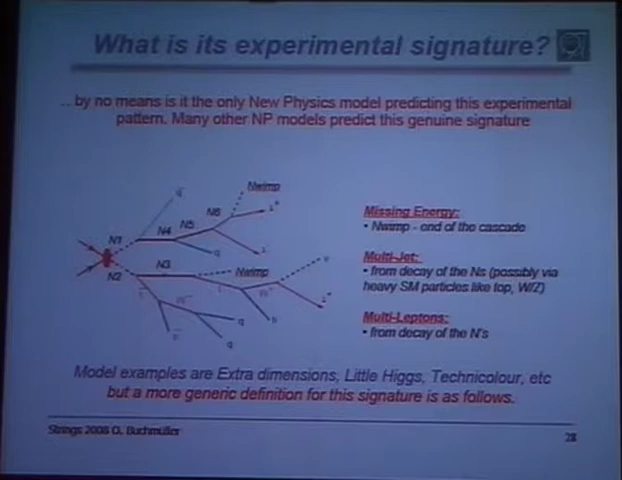 What is its experimental signature?
... by no means is it the only New Physics model predicting this experimental
pattern. Many other NP models predict this genuine signature
Nwimp
q
N6
N5
N4
N1
q
N2
N3
Nwimp
q
b
q
Missing Energy:
• Nwimp - end of the cascade
Multi-Jet:
• from decay of the Ns (possibly via
heavy SM particles like top, W/Z)
Multi-Leptons:
• from decay of the N's
Model examples are Extra dimensions, Little Higgs, Technicolour, etc
but a more generic definition for this signature is as follows.
Strings 2008 O. Buchmüller
28